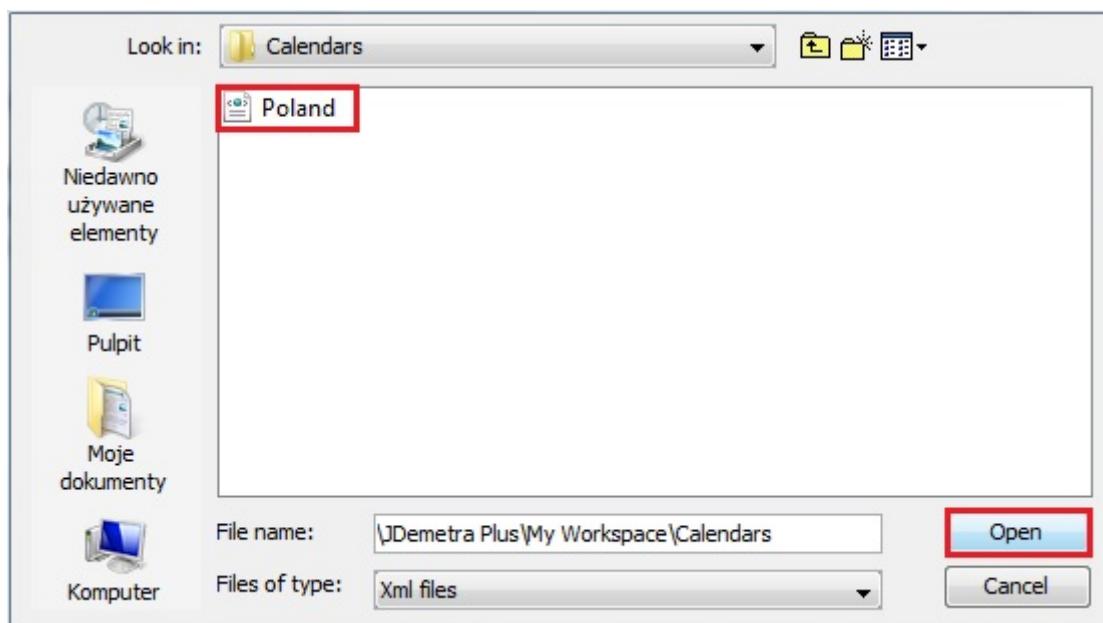 Look in:
Calendars
Poland
Niedawno
używane
elementy
Pulpit
Moje
dokumenty
Komputer
File name:
\JDemetra Plus\My Workspace\Calendars
Open
Files of type:
Xml files
Cancel